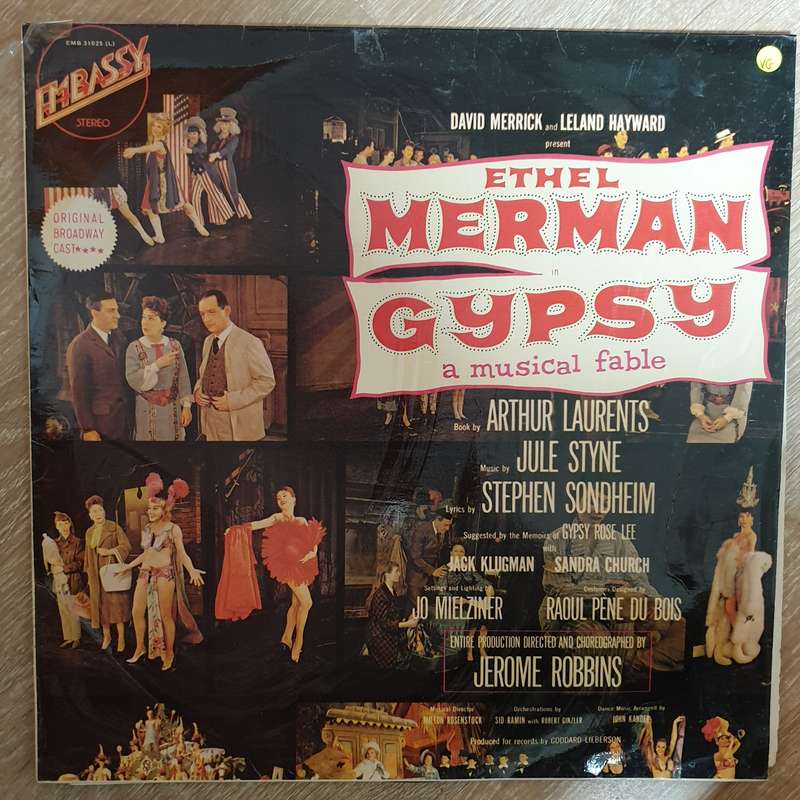 EMB 31025 (L)
EMBASSY
STEREO
VG
ORIGINAL
BROADWAY
CAST★★★★
DAVID MERRICK and LELAND HAYWARD
present
ETHEL
MERMAN
in
GYPSY
a musical fable
Book by ARTHUR LAURENTS
Music by JULE STYNE
Lyrics by STEPHEN SONDHEIM
Suggested by the Memoirs of GYPSY ROSE LEE
with
JACK KLUGMAN SANDRA CHURCH
Settings and Lighting by Costumes Designed by
JO MIELZINER RAOUL PENE DU BOIS
ENTIRE PRODUCTION DIRECTED AND CHOREOGRAPHED BY
JEROME ROBBINS
Musical Director Orchestrations by Dance Music Arranged by
MILTON ROSENSTOCK SID RAMIN with ROBERT GINZLER JOHN KANDER
Produced for records by GODDARD LIEBERSON